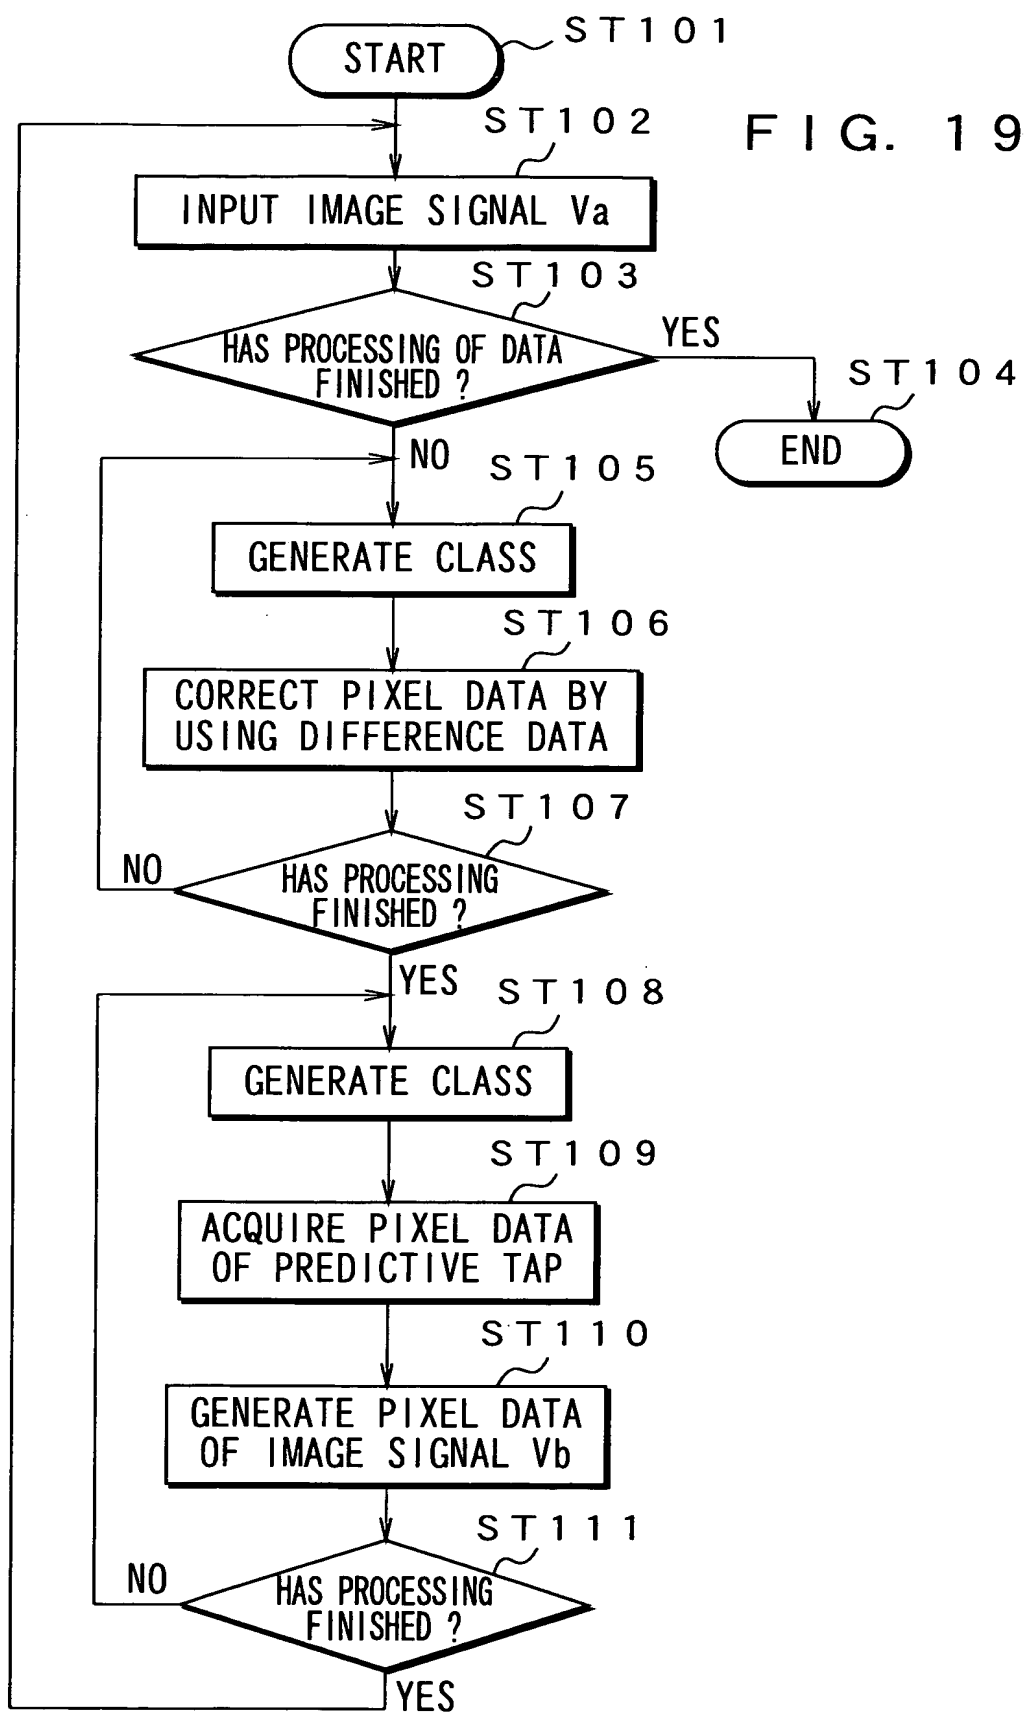 START
ST101
FIG. 19
ST102
INPUT IMAGE SIGNAL Va
ST103
HAS PROCESSING OF DATA
FINISHED ?
YES
ST104
END
NO
ST105
GENERATE CLASS
ST106
CORRECT PIXEL DATA BY
USING DIFFERENCE DATA
ST107
NO
HAS PROCESSING
FINISHED ?
YES
ST108
GENERATE CLASS
ST109
ACQUIRE PIXEL DATA
OF PREDICTIVE TAP
ST110
GENERATE PIXEL DATA
OF IMAGE SIGNAL Vb
ST111
NO
HAS PROCESSING
FINISHED ?
YES